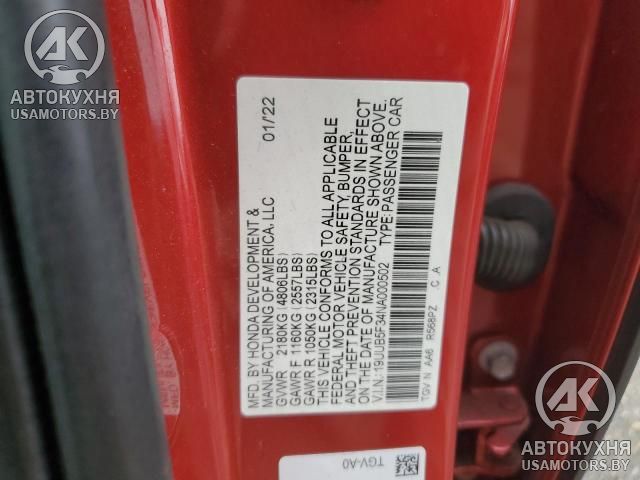 MFD. BY HONDA DEVELOPMENT & 01/22
MANUFACTURING OF AMERICA, LLC
GVWR 2180KG (4806LBS)
GAWR F 1160KG (2557LBS)
GAWR R 1050KG (2315LBS)
THIS VEHICLE CONFORMS TO ALL APPLICABLE
FEDERAL MOTOR VEHICLE SAFETY, BUMPER,
AND THEFT PREVENTION STANDARDS IN EFFECT
ON THE DATE OF MANUFACTURE SHOWN ABOVE.
V.I.N.: 19UUB5F34NA000502 TYPE: PASSENGER CAR
TGV N AA6 R568PZ C A
TGV-A0
АК
АВТОКУХНЯ
USAMOTORS.BY
АК
АВТОКУХНЯ
USAMOTORS.BY